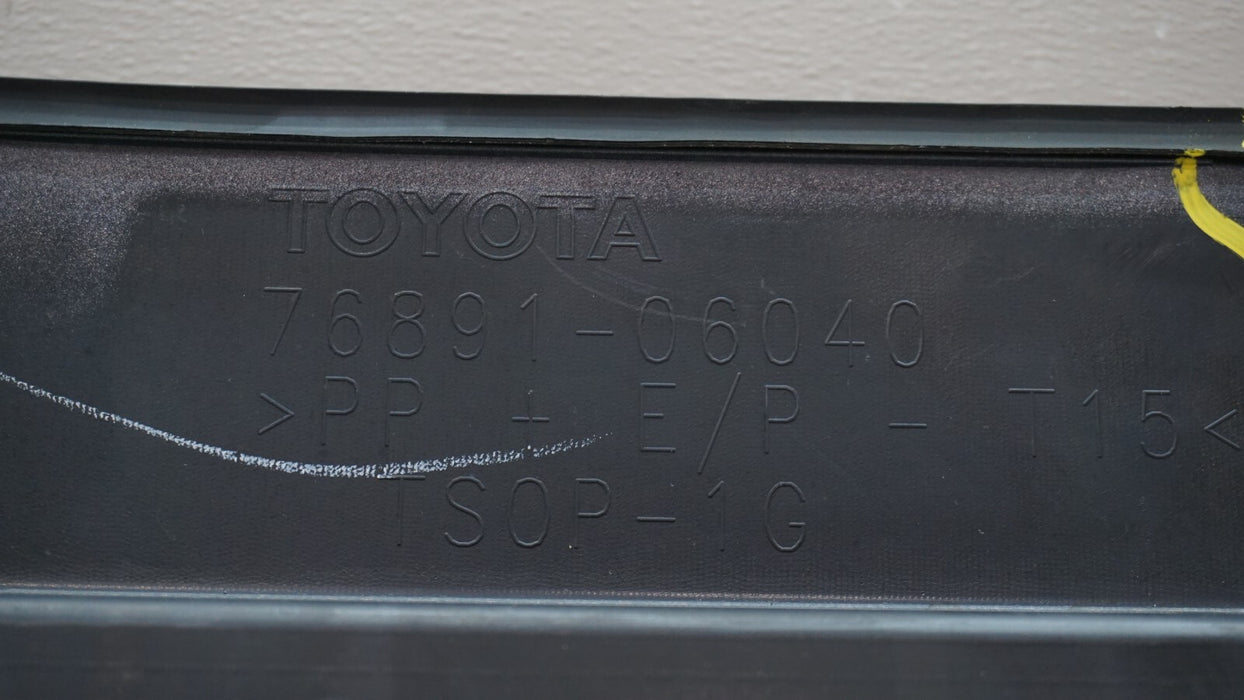 TOYOTA
76891-06040
>PP + E/P - T15<
TSOP-1G